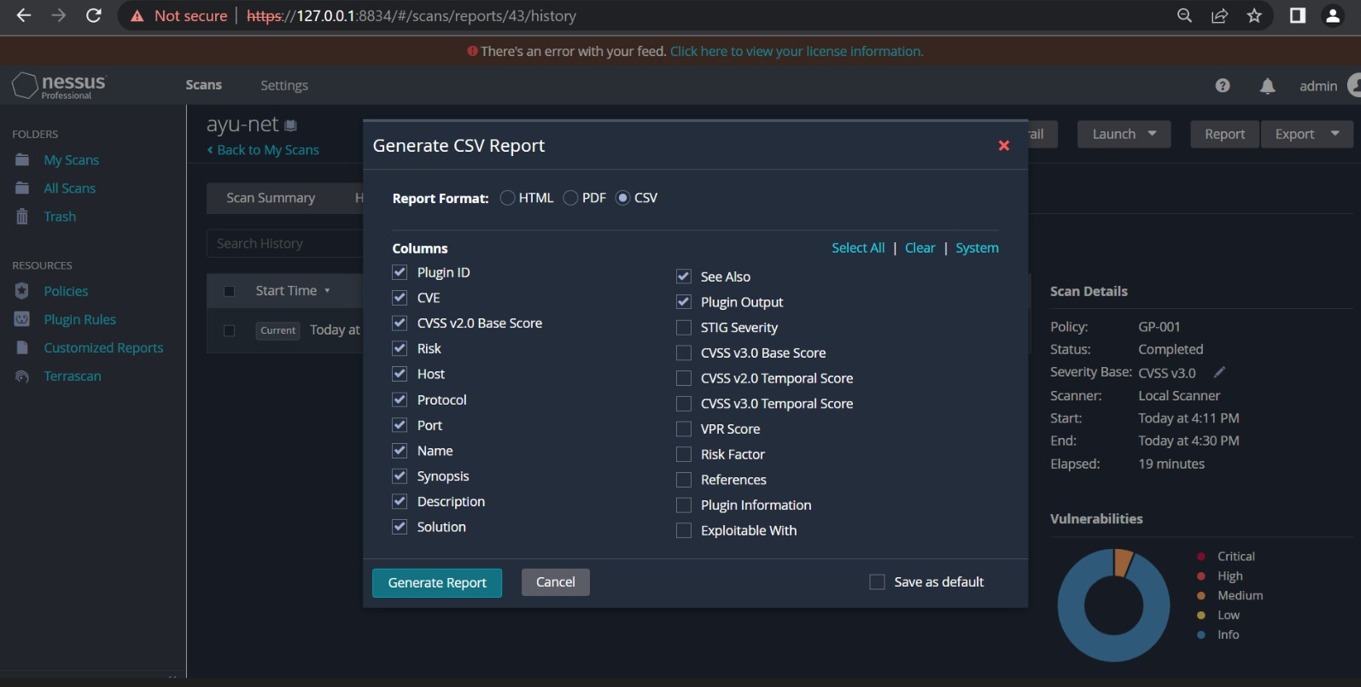 Not secure | https://127.0.0.1:8834/#/scans/reports/43/history
There's an error with your feed. Click here to view your license information.
nessus
Professional
Scans
Settings
admin
FOLDERS
My Scans
All Scans
Trash
RESOURCES
Policies
Plugin Rules
Customized Reports
Terrascan
ayu-net
Back to My Scans
Launch
Report
Export
Scan Summary
H
Search History
Start Time
Current Today at
Generate CSV Report
Report Format: HTML PDF CSV
Columns
Select All | Clear | System
Plugin ID
CVE
CVSS v2.0 Base Score
Risk
Host
Protocol
Port
Name
Synopsis
Description
Solution
See Also
Plugin Output
STIG Severity
CVSS v3.0 Base Score
CVSS v2.0 Temporal Score
CVSS v3.0 Temporal Score
VPR Score
Risk Factor
References
Plugin Information
Exploitable With
Generate Report
Cancel
Save as default
Scan Details
Policy: GP-001
Status: Completed
Severity Base: CVSS v3.0
Scanner: Local Scanner
Start: Today at 4:11 PM
End: Today at 4:30 PM
Elapsed: 19 minutes
Vulnerabilities
Critical
High
Medium
Low
Info